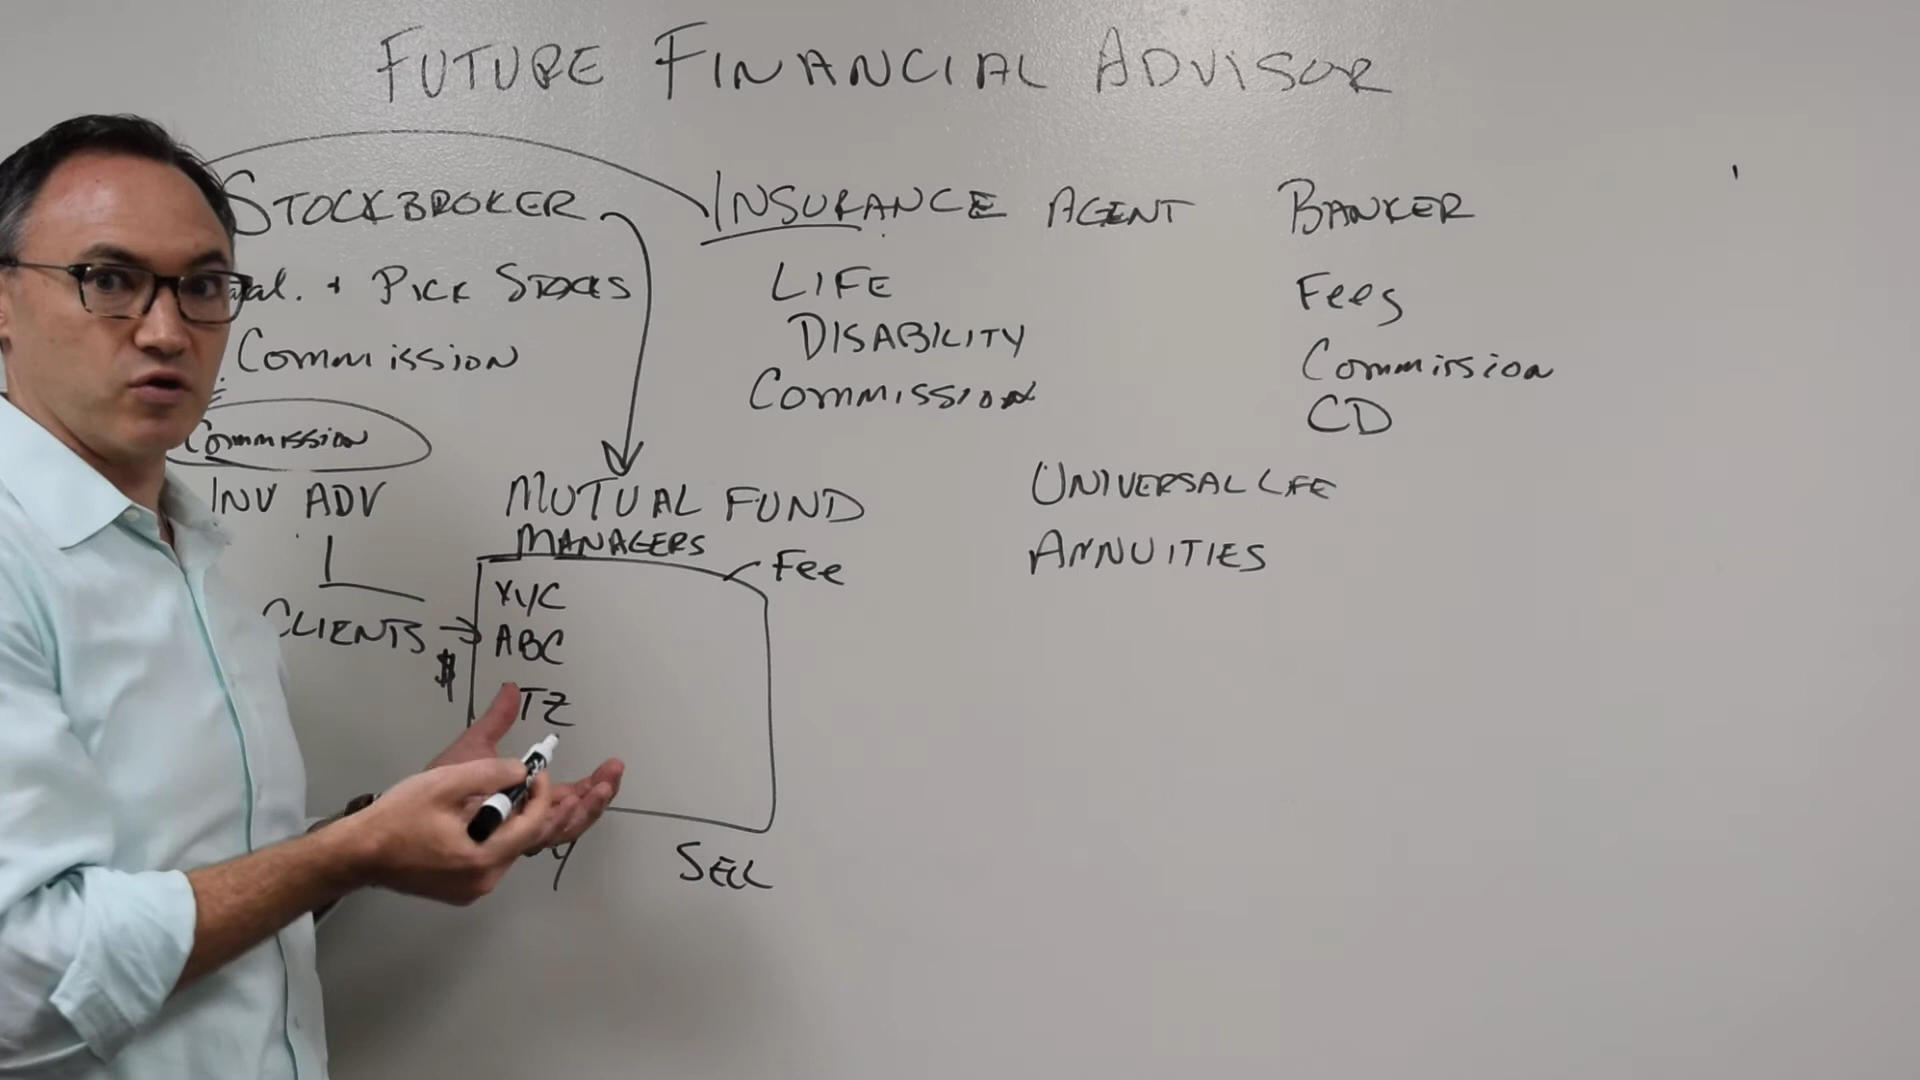 FUTURE FINANCIAL ADVISOR
STOCKBROKER
+ PICK STOCKS
COMMISSION
COMMISSION
INV ADV
CLIENTS
$
INSURANCE AGENT
LIFE
DISABILITY
COMMISSION
BANKER
Fees
Commission
CD
MUTUAL FUND
MANAGERS
Fee
XYC
ABC
TZ
SELL
UNIVERSAL LIFE
ANNUITIES